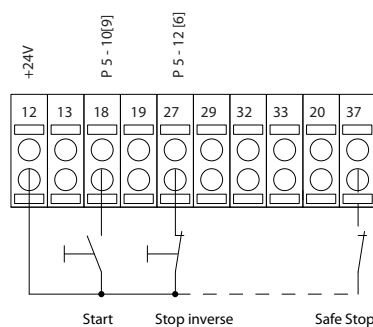 +24V
P 5 - 10[9]
P 5 - 12 [6]
12 13 18 19 27 29 32 33 20 37
Start Stop inverse Safe Stop